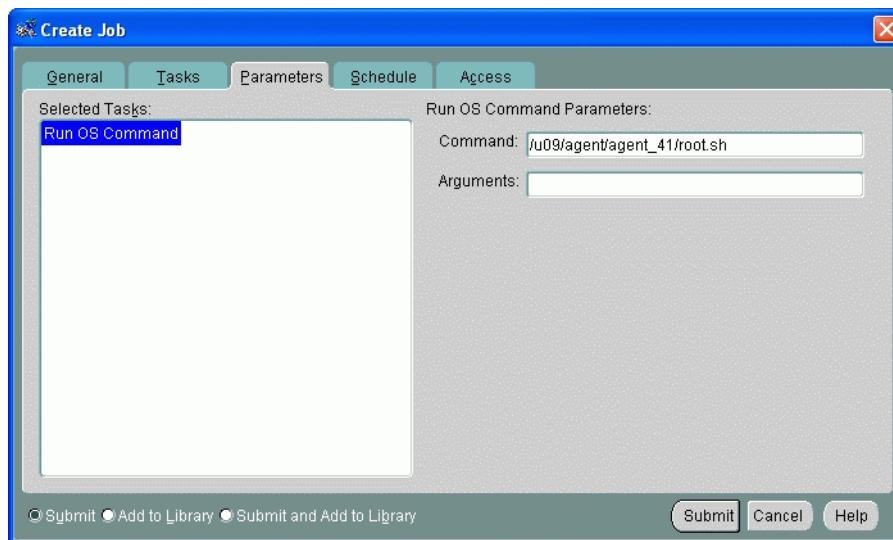 Create Job
General Tasks Parameters Schedule Access
Selected Tasks:
Run OS Command
Run OS Command Parameters:
Command: /u09/agent/agent_41/root.sh
Arguments:
Submit Add to Library Submit and Add to Library
Submit Cancel Help